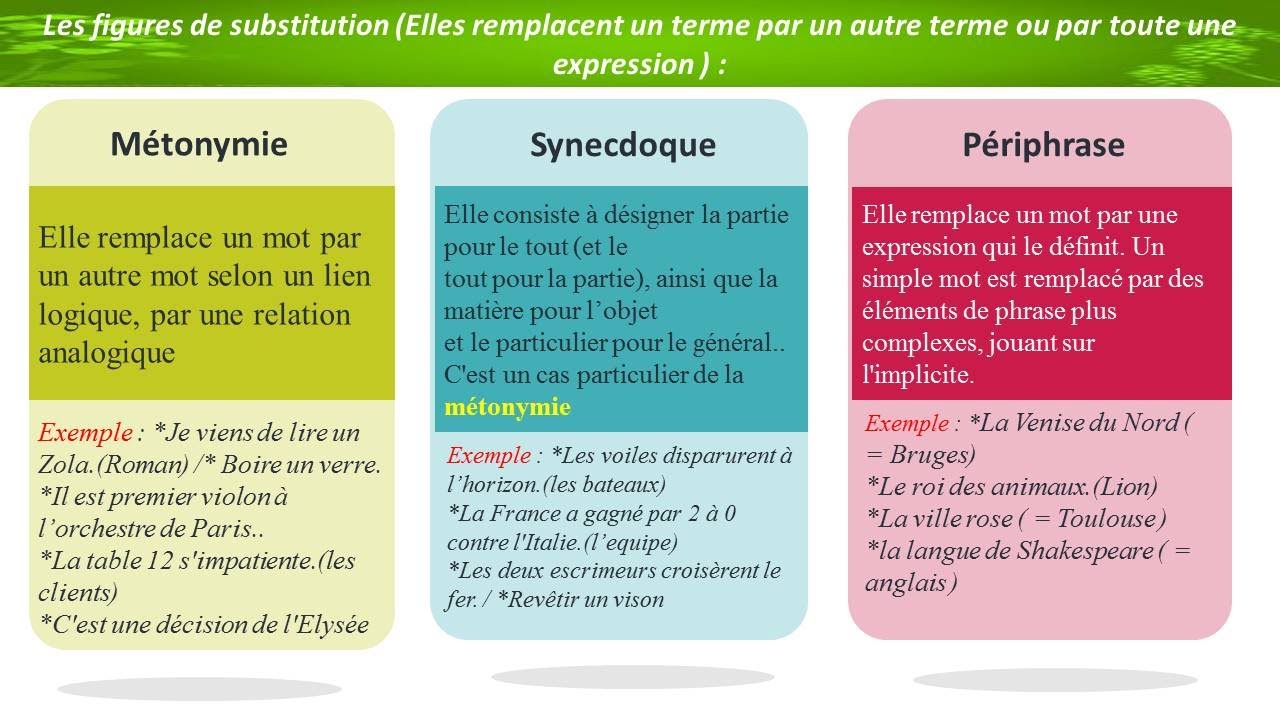 Les figures de substitution (Elles remplacent un terme par un autre terme ou par toute une
expression ) :
Métonymie
Elle remplace un mot par
un autre mot selon un lien
logique, par une relation
analogique
Exemple : *Je viens de lire un
Zola.(Roman) /* Boire un verre.
*Il est premier violon à
l’orchestre de Paris..
*La table 12 s'impatiente.(les
clients)
*C'est une décision de l'Elysée
Synecdoque
Elle consiste à désigner la partie
pour le tout (et le
tout pour la partie), ainsi que la
matière pour l’objet
et le particulier pour le général..
C'est un cas particulier de la
métonymie
Exemple : *Les voiles disparurent à
l’horizon.(les bateaux)
*La France a gagné par 2 à 0
contre l'Italie.(l’equipe)
*Les deux escrimeurs croisèrent le
fer. / *Revêtir un vison
Périphrase
Elle remplace un mot par une
expression qui le définit. Un
simple mot est remplacé par des
éléments de phrase plus
complexes, jouant sur
l'implicite.
Exemple : *La Venise du Nord (
= Bruges)
*Le roi des animaux.(Lion)
*La ville rose ( = Toulouse)
*la langue de Shakespeare ( =
anglais)